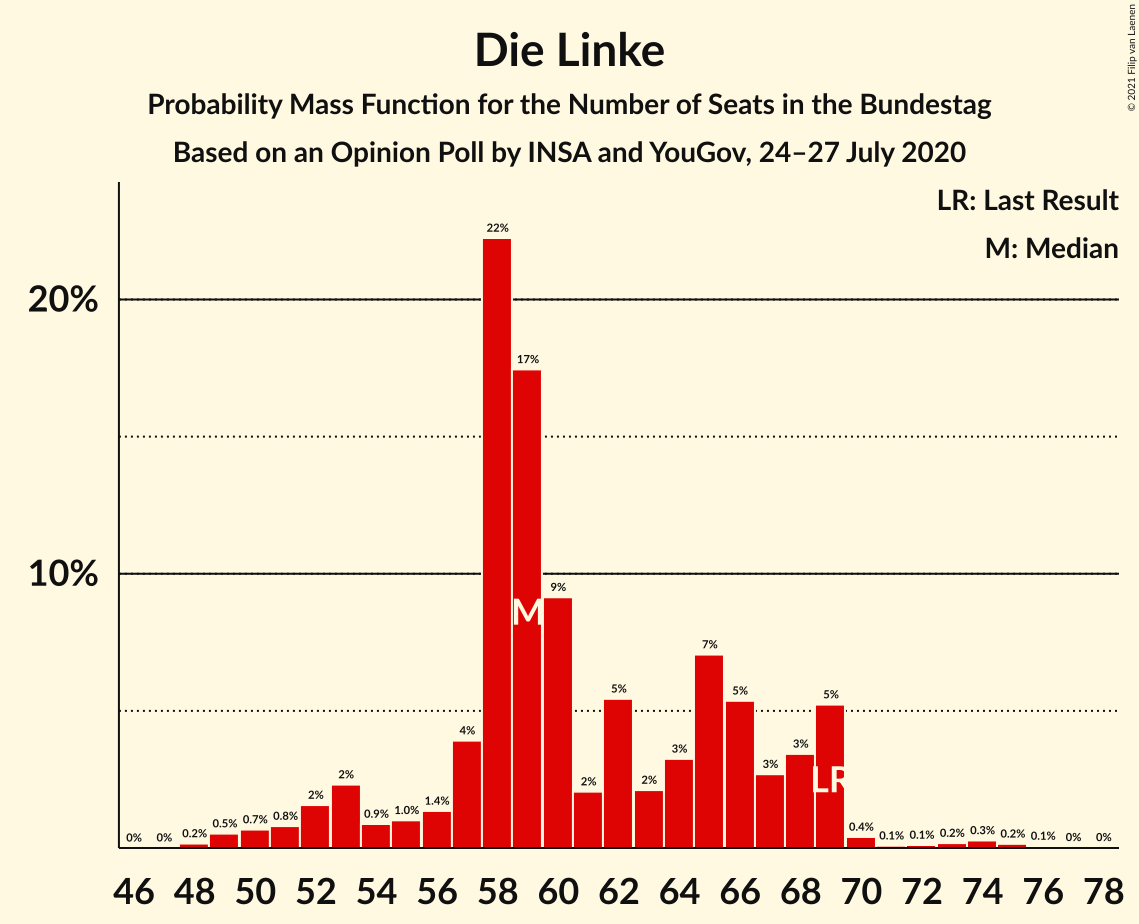 © 2021 Filip van Laenen
Die Linke
Probability Mass Function for the Number of Seats in the Bundestag
Based on an Opinion Poll by INSA and YouGov, 24–27 July 2020
LR: Last Result
M: Median
20%
10%
0% 0% 0.2% 0.5% 0.7% 0.8% 2% 2% 0.9% 1.0% 1.4% 4% 22% 17% 9% 2% 5% 2% 3% 7% 5% 3% 3% 5% 0.4% 0.1% 0.1% 0.2% 0.3% 0.2% 0.1% 0% 0%
M
LR
46 48 50 52 54 56 58 60 62 64 66 68 70 72 74 76 78